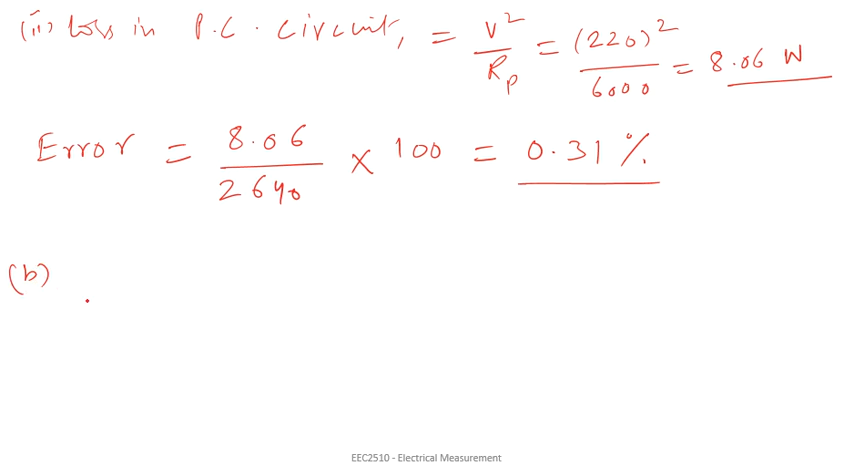 (ii) Loss in P.C. circuit, = V²/Rp = (220)²/6000 = 8.06 W
Error = 8.06/2640 × 100 = 0.31 %
(b)
EEC2510 - Electrical Measurement